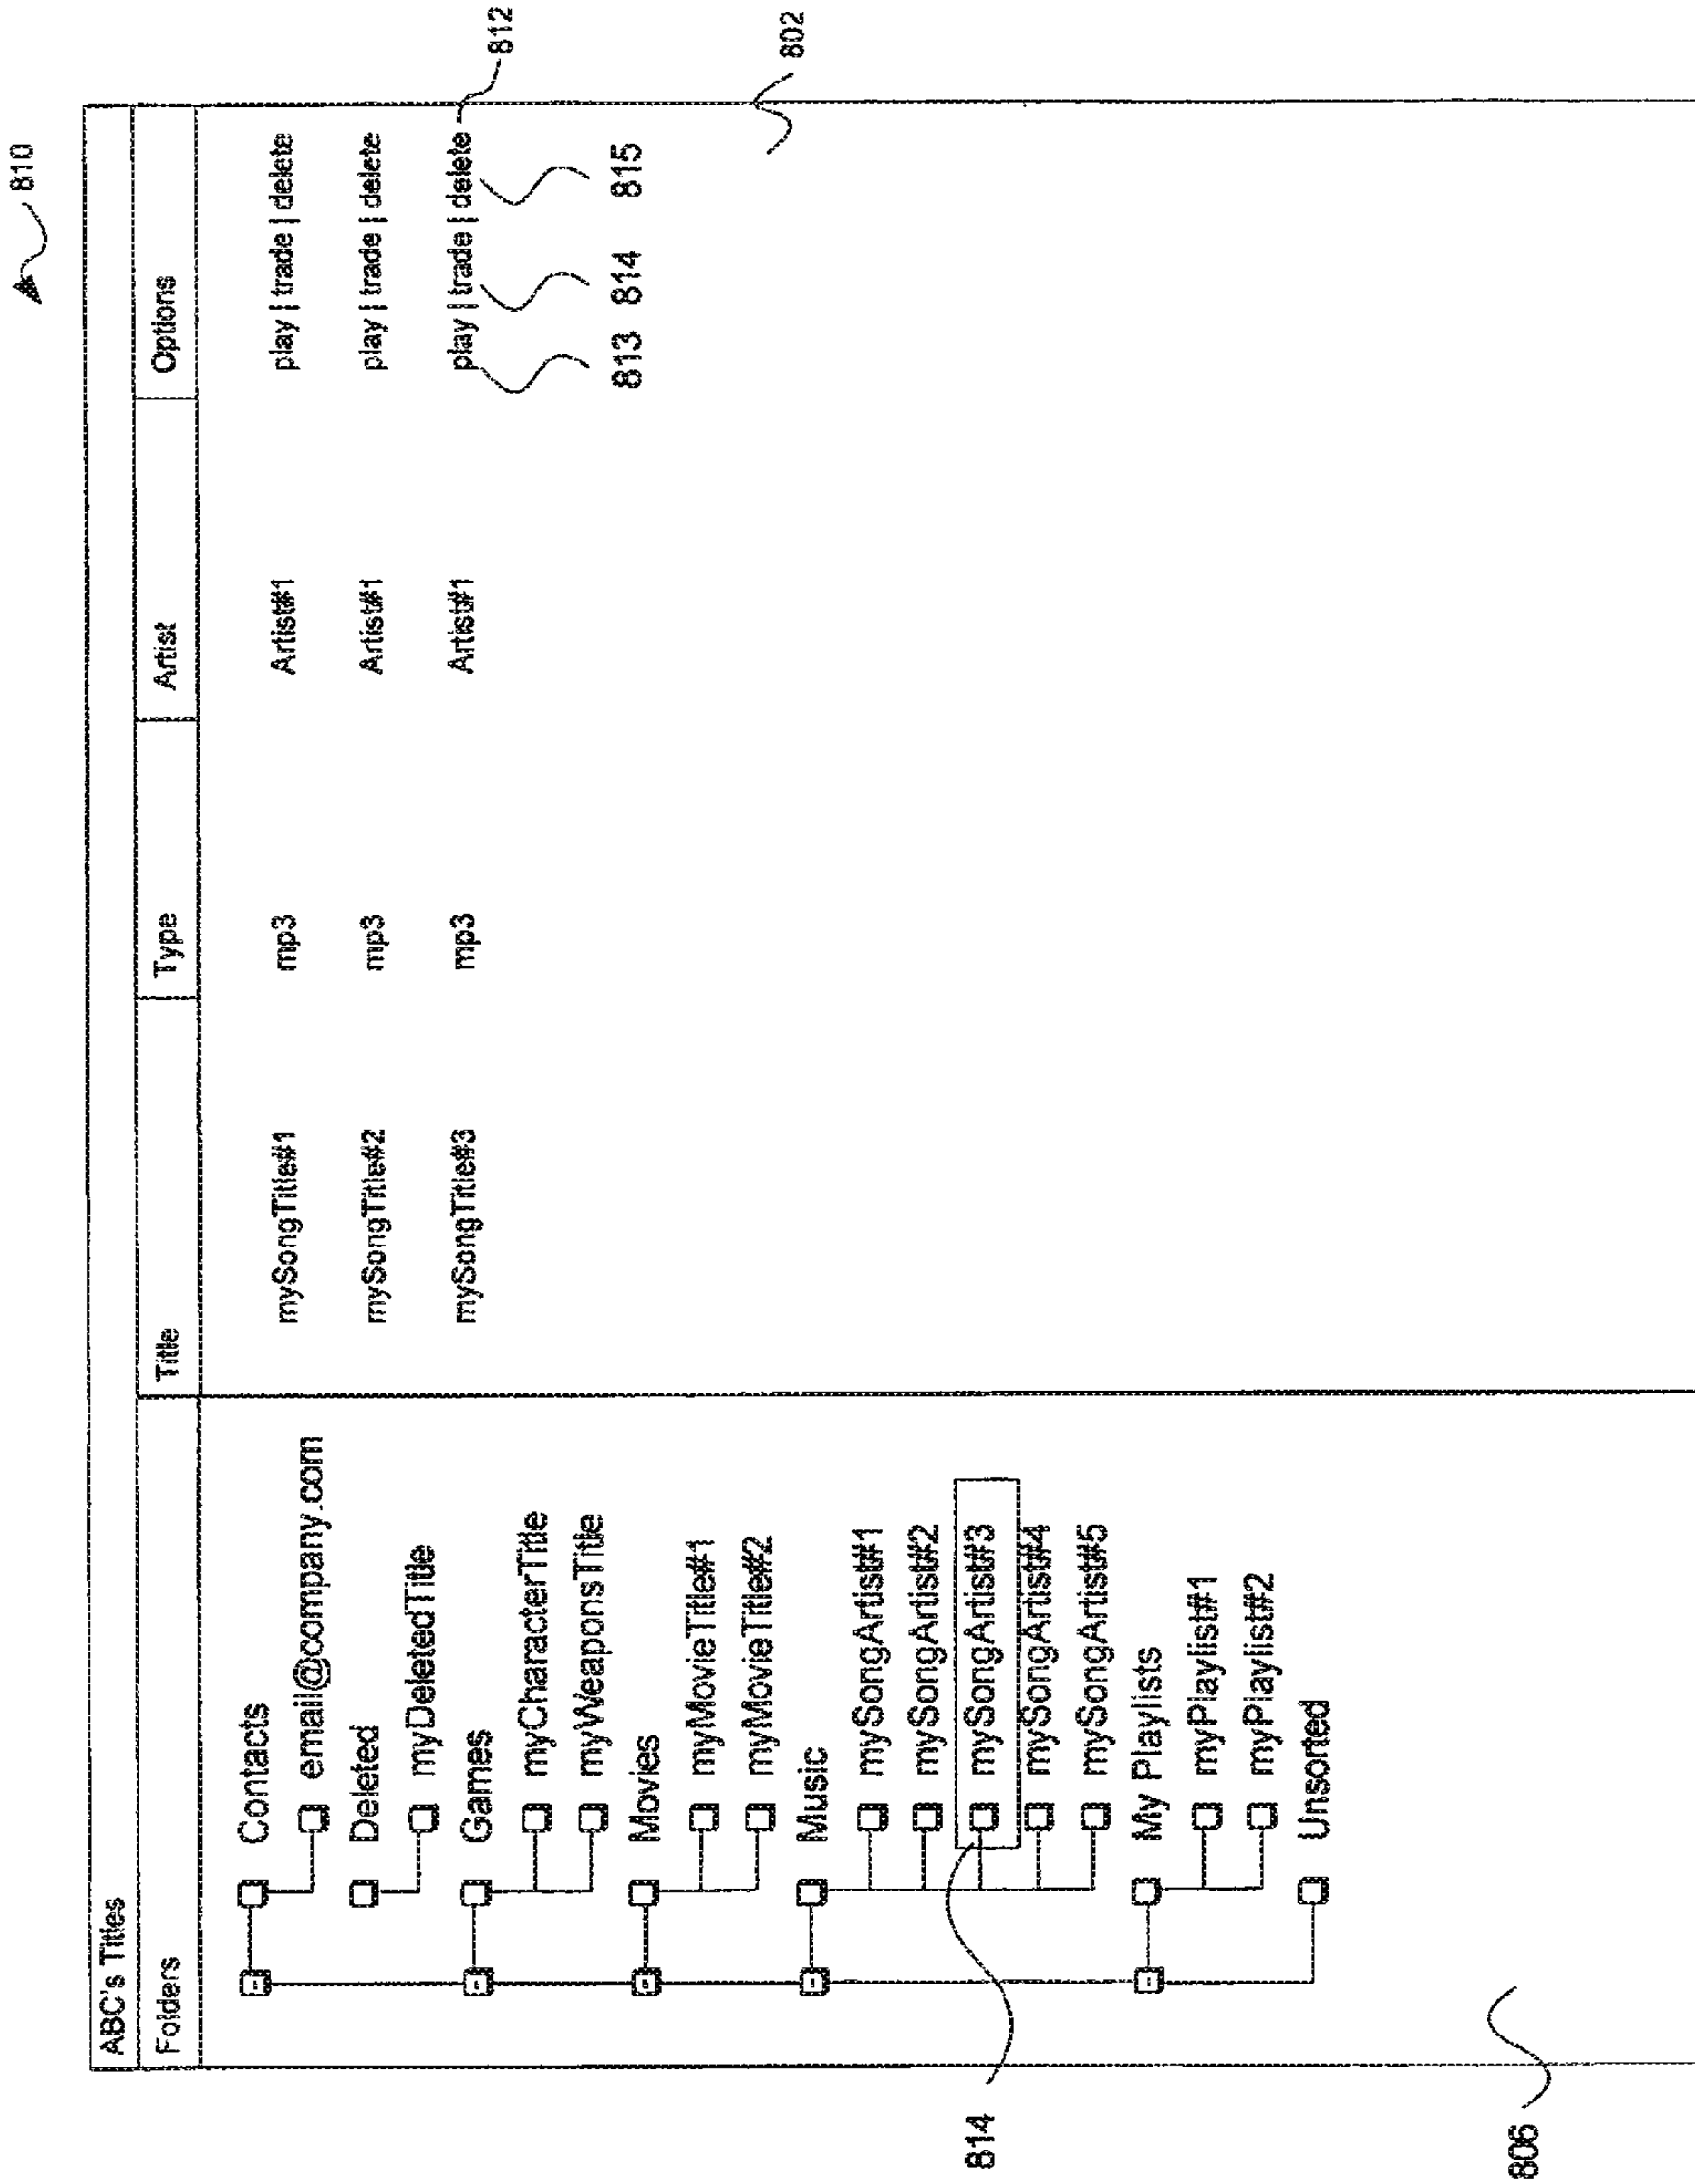 810
ABC's Titles
Folders
Title
Type
Artist
Options
Contacts
email@company.com
Deleted
myDeletedTitle
Games
myCharacterTitle
myWeaponsTitle
Movies
myMovieTitle#1
myMovieTitle#2
Music
mySongArtist#1
mySongArtist#2
mySongArtist#3
mySongArtist#4
mySongArtist#5
My Playlists
myPlaylist#1
myPlaylist#2
Unsorted
814
806
mySongTitle#1 mp3 Artist#1 play | trade | delete
mySongTitle#2 mp3 Artist#1 play | trade | delete
mySongTitle#3 mp3 Artist#1 play | trade | delete
812
813 814 815
802